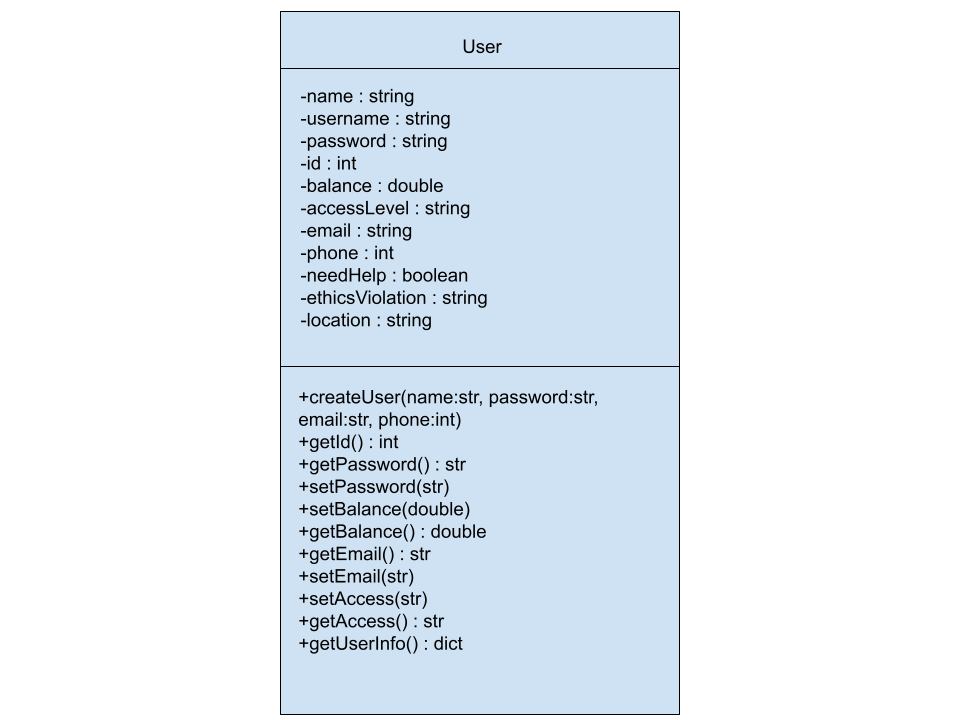 User
-name : string
-username : string
-password : string
-id : int
-balance : double
-accessLevel : string
-email : string
-phone : int
-needHelp : boolean
-ethicsViolation : string
-location : string
+createUser(name:str, password:str,
email:str, phone:int)
+getId() : int
+getPassword() : str
+setPassword(str)
+setBalance(double)
+getBalance() : double
+getEmail() : str
+setEmail(str)
+setAccess(str)
+getAccess() : str
+getUserInfo() : dict